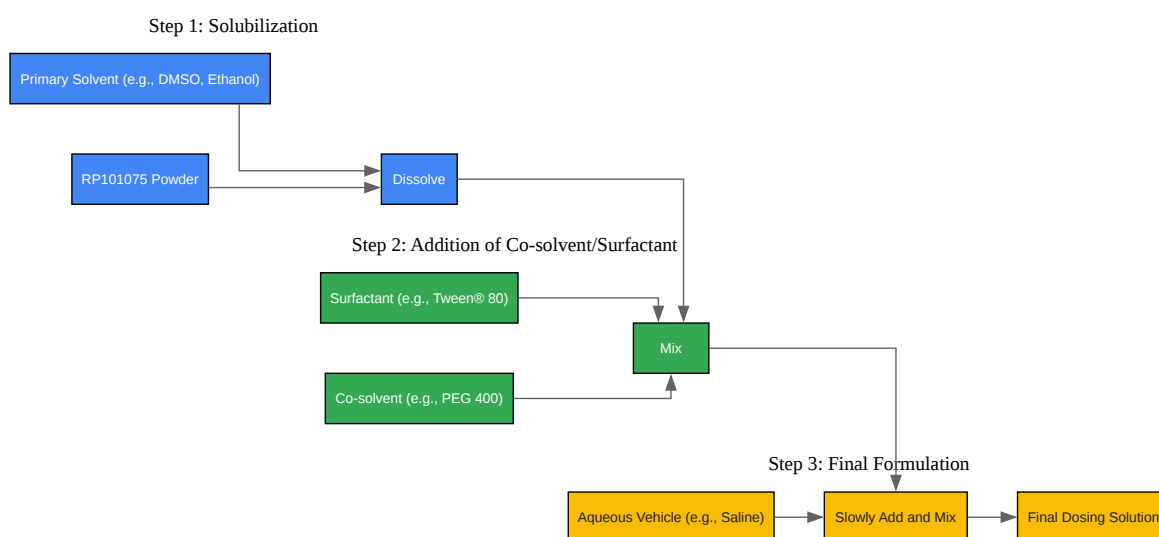 Step 1: Solubilization
Primary Solvent (e.g., DMSO, Ethanol)
RP101075 Powder
Dissolve
Step 2: Addition of Co-solvent/Surfactant
Surfactant (e.g., Tween® 80)
Mix
Co-solvent (e.g., PEG 400)
Step 3: Final Formulation
Aqueous Vehicle (e.g., Saline)
Slowly Add and Mix
Final Dosing Solution